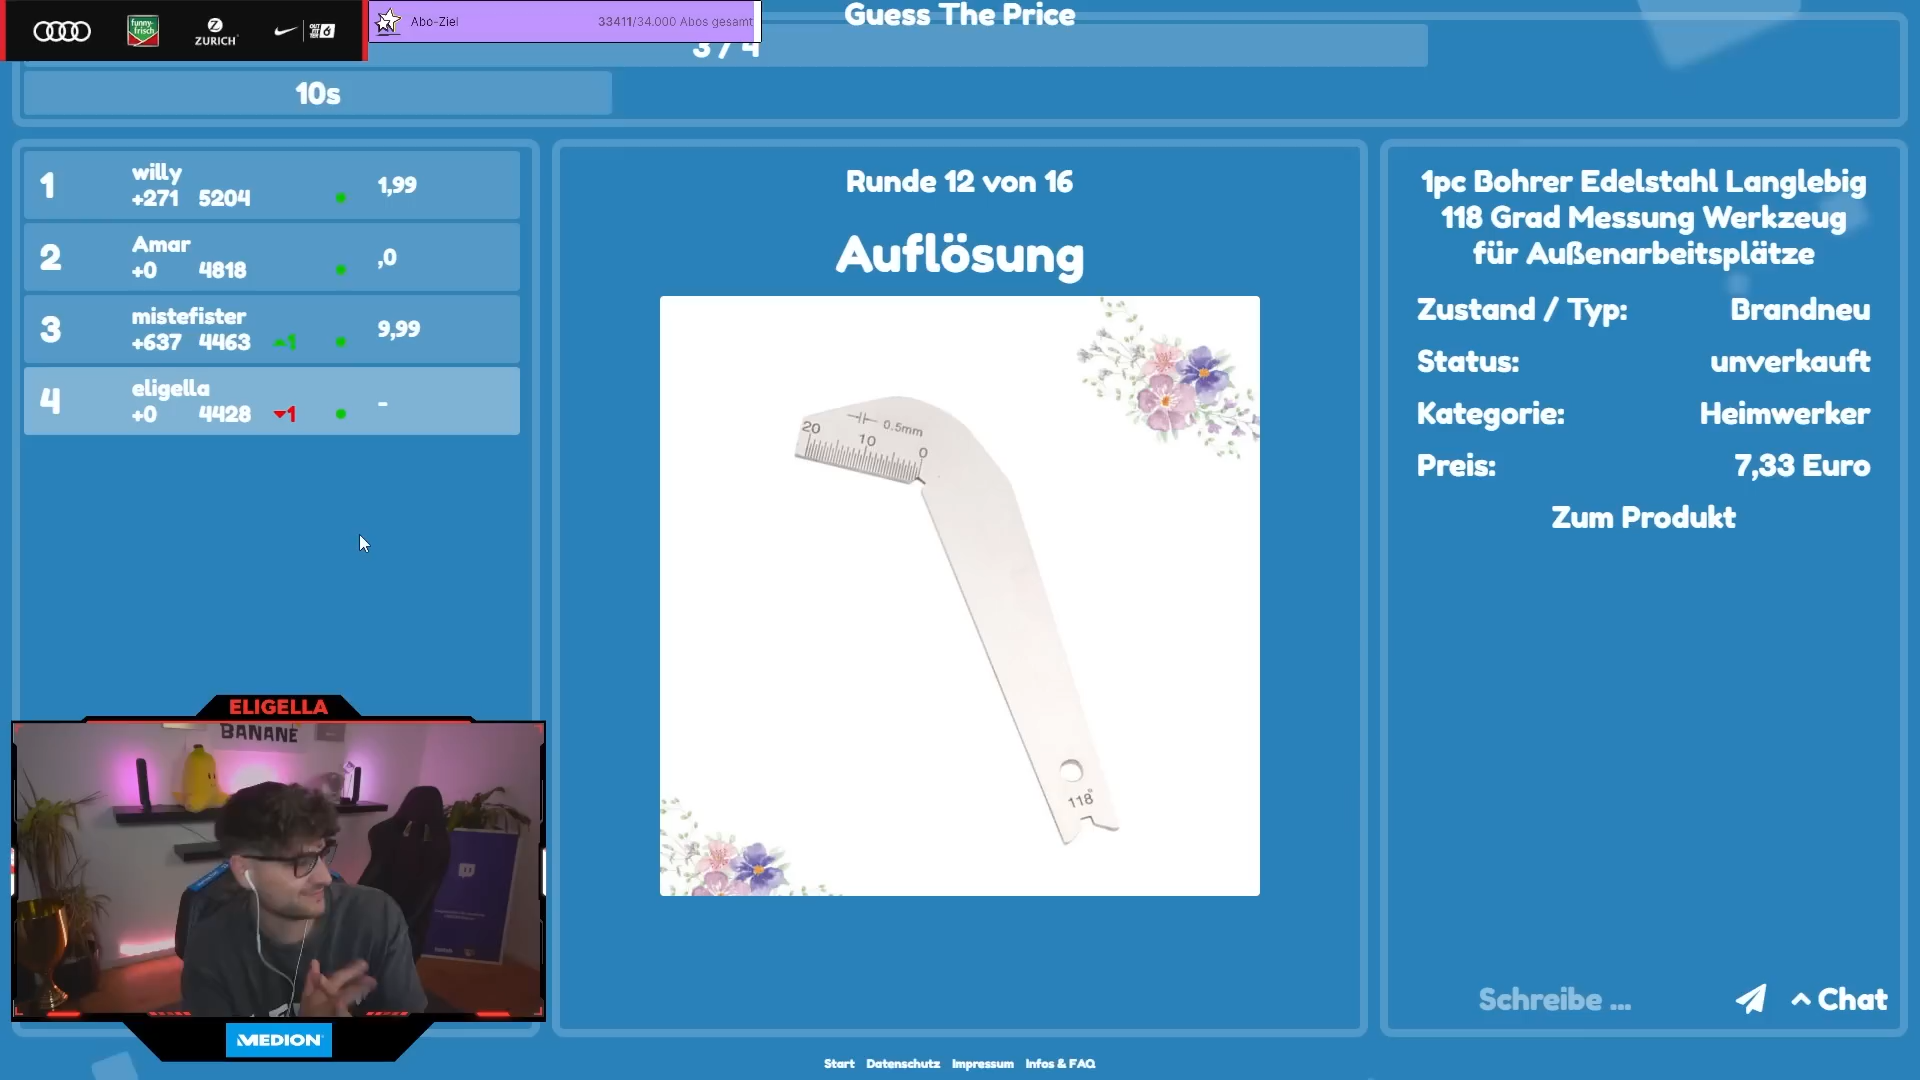 funny-frisch
ZURICH
Abo-Ziel
33411/34.000 Abos gesamt
Guess The Price
3 / 4
10s
1
willy
+271 5204
1,99
2
Amar
+0 4818
,0
3
mistefister
+637 4463 1
9,99
4
eligella
+0 4428 1
-
Runde 12 von 16
Auflösung
20 10 0
0.5mm
118°
1pc Bohrer Edelstahl Langlebig
118 Grad Messung Werkzeug
für Außenarbeitsplätze
Zustand / Typ: Brandneu
Status: unverkauft
Kategorie: Heimwerker
Preis: 7,33 Euro
Zum Produkt
Schreibe ...
Chat
ELIGELLA
BANANE
MEDION
Start Datenschutz Impressum Infos & FAQ